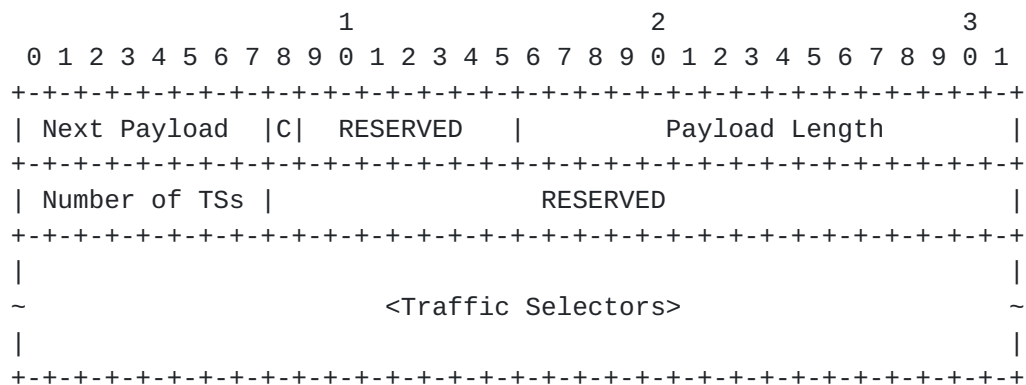 1                   2                   3
 0 1 2 3 4 5 6 7 8 9 0 1 2 3 4 5 6 7 8 9 0 1 2 3 4 5 6 7 8 9 0 1
+-+-+-+-+-+-+-+-+-+-+-+-+-+-+-+-+-+-+-+-+-+-+-+-+-+-+-+-+-+-+-+-+
| Next Payload  |C|  RESERVED   |         Payload Length        |
+-+-+-+-+-+-+-+-+-+-+-+-+-+-+-+-+-+-+-+-+-+-+-+-+-+-+-+-+-+-+-+-+
| Number of TSs |                 RESERVED                      |
+-+-+-+-+-+-+-+-+-+-+-+-+-+-+-+-+-+-+-+-+-+-+-+-+-+-+-+-+-+-+-+-+
|                                                               |
~                       <Traffic Selectors>                     ~
|                                                               |
+-+-+-+-+-+-+-+-+-+-+-+-+-+-+-+-+-+-+-+-+-+-+-+-+-+-+-+-+-+-+-+-+